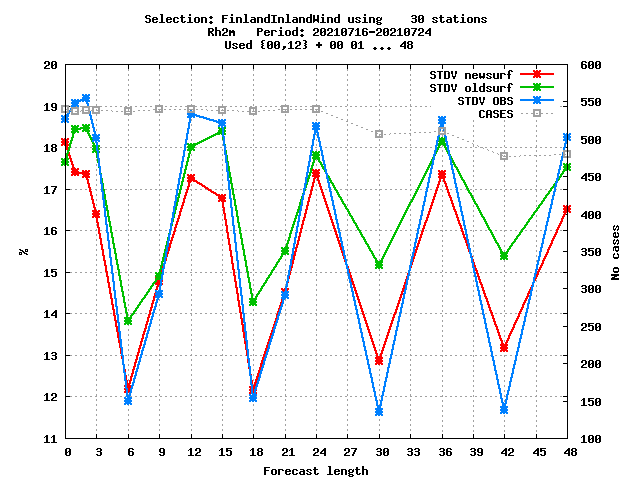 Selection: FinlandInlandWind using    30 stations
Rh2m   Period: 20210716-20210724
Used {00,12} + 00 01 ... 48
STDV newsurf
STDV oldsurf
STDV OBS
CASES
20
19
18
17
16
15
14
13
12
11
%
600
550
500
450
400
350
300
250
200
150
100
No cases
0 3 6 9 12 15 18 21 24 27 30 33 36 39 42 45 48
Forecast length